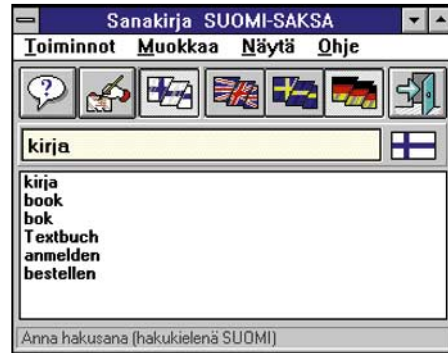 Sanakirja SUOMI-SAKSA
Toiminnot Muokkaa Näytä Ohje
kirja
kirja
book
bok
Textbuch
anmelden
bestellen
Anna hakusana (hakukielenä SUOMI)